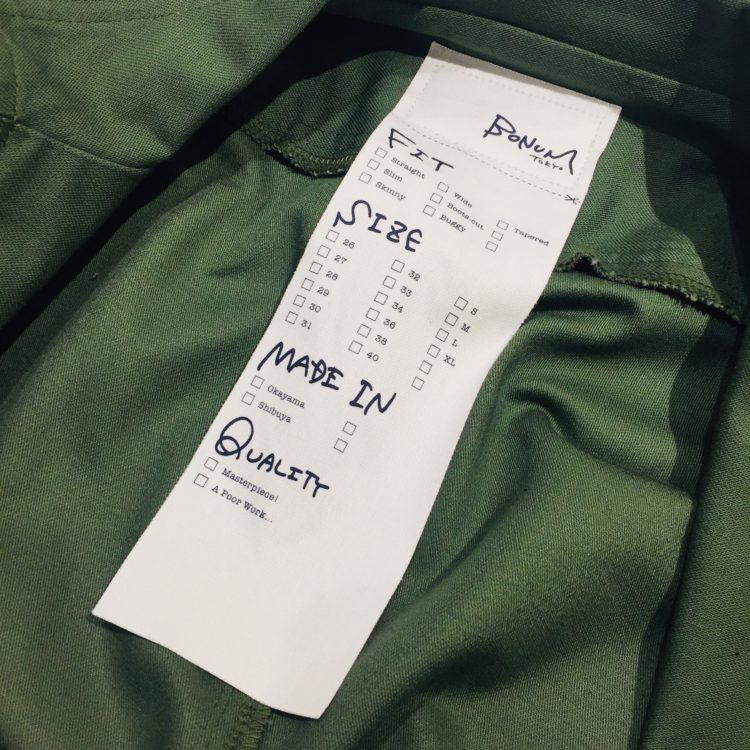 BONUM
TOKYO
FIT
Straight
Slim
Skinny
Wide
Boots-cut
Buggy
Tapered
SIZE
26
27
28
29
30
31
32
33
34
36
38
40
S
M
L
XL
MADE IN
Okayama
Shibuya
QUALITY
Masterpiece!
A Poor Work...